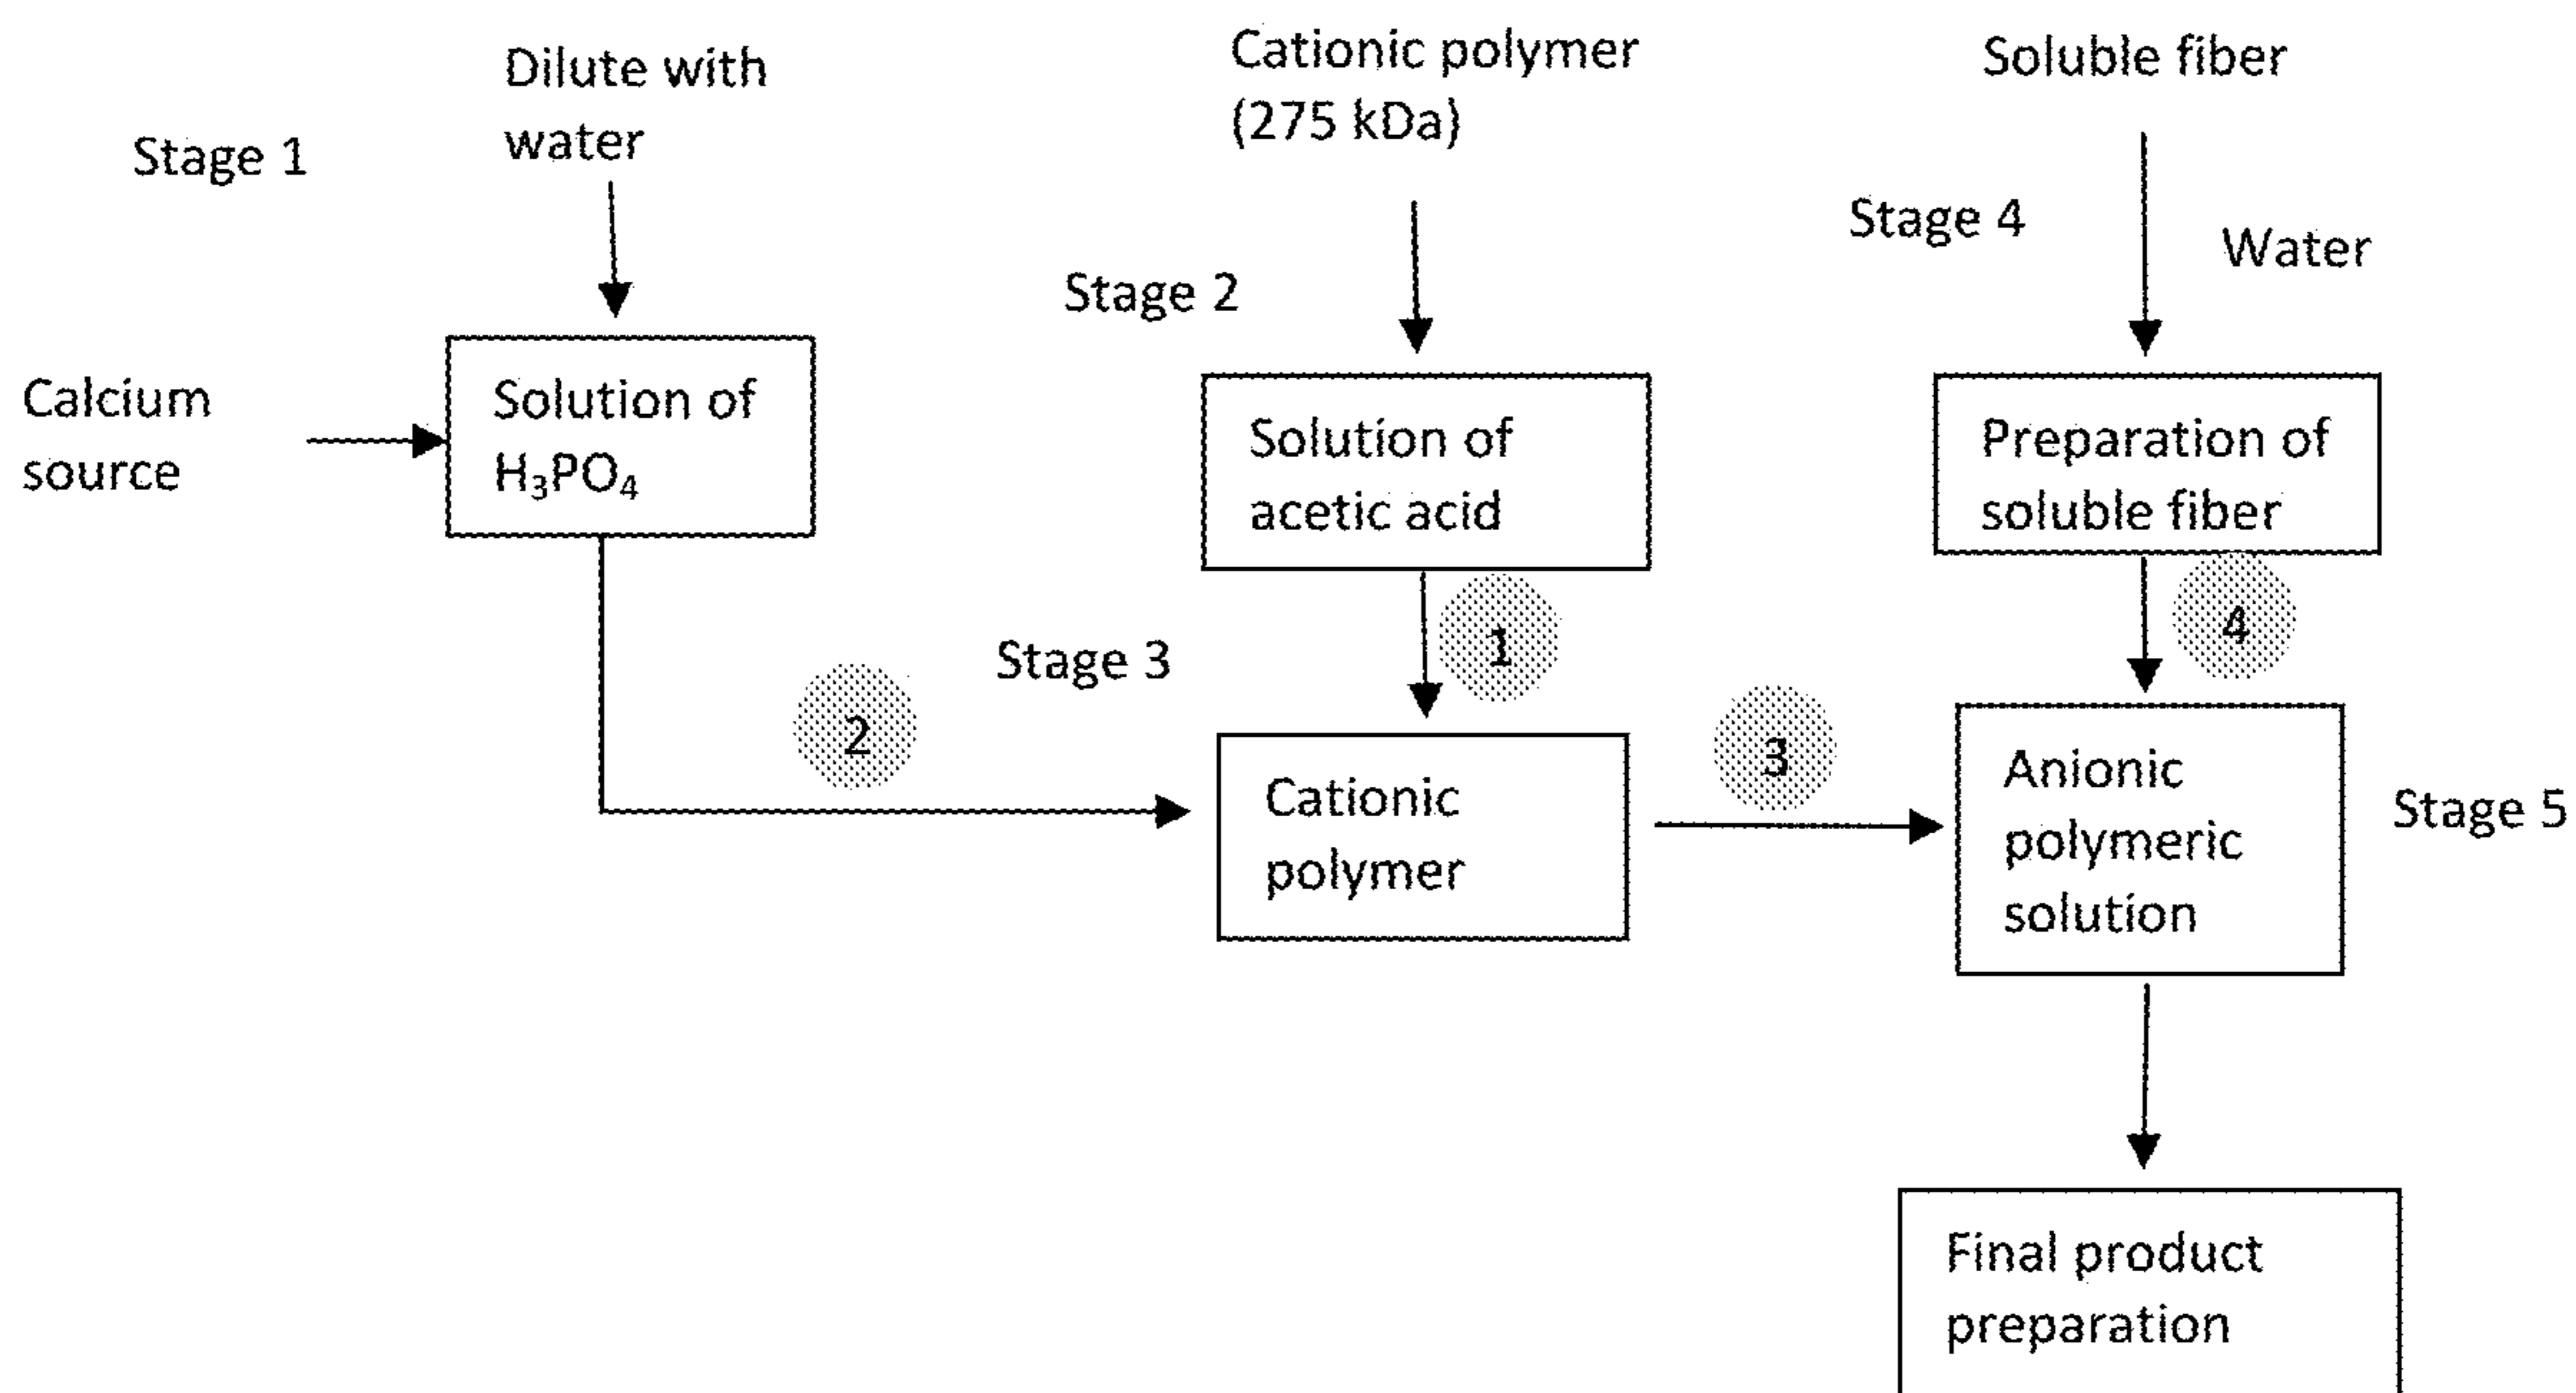 Stage 1
Dilute with
water
Calcium
source
Solution of
H₃PO₄
Cationic polymer
(275 kDa)
Stage 2
Solution of
acetic acid
1
2
Stage 3
Cationic
polymer
3
Soluble fiber
Stage 4
Water
Preparation of
soluble fiber
4
Anionic
polymeric
solution
Stage 5
Final product
preparation